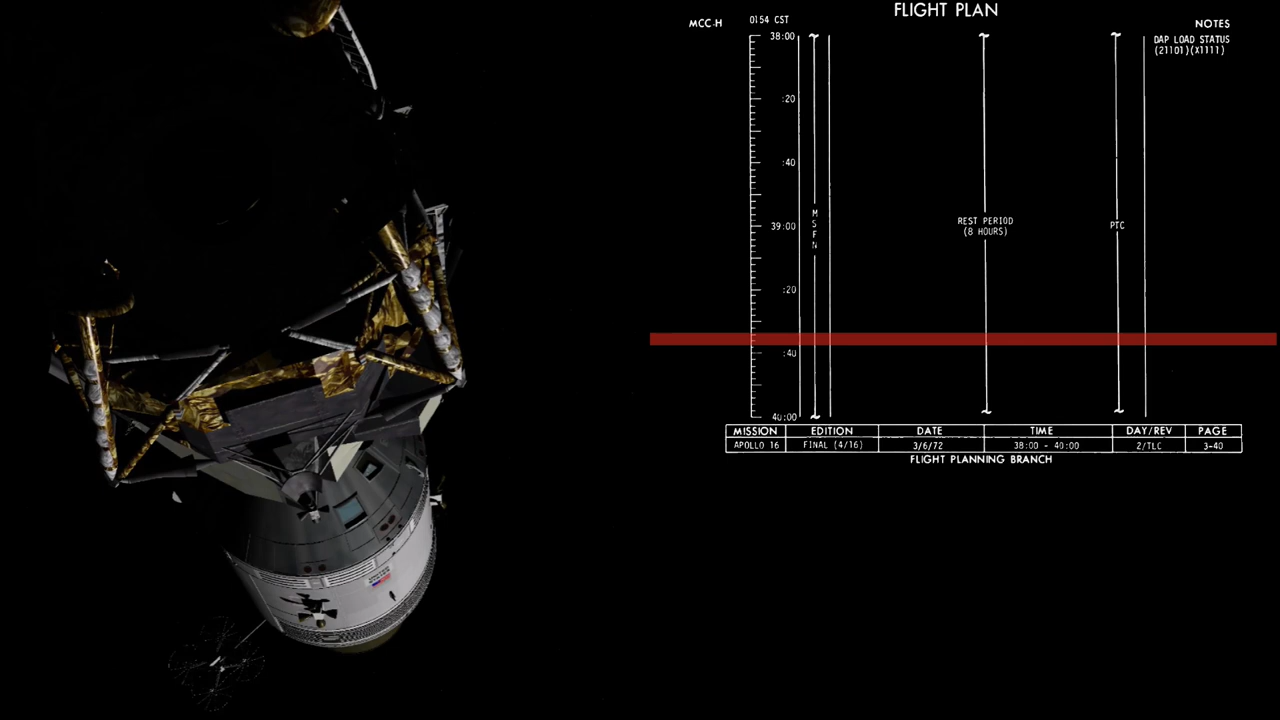 FLIGHT PLAN
MCC-H
0154 CST
NOTES
38:00
DAP LOAD STATUS
(21101)(X1111)
:20
:40
M
S
F
N
39:00
REST PERIOD
(8 HOURS)
PTC
:20
:40
40:00
MISSION EDITION DATE TIME DAY/REV PAGE
APOLLO 16 FINAL (4/16) 3/6/72 38:00 - 40:00 2/TLC 3-40
FLIGHT PLANNING BRANCH
UNITED
STATES